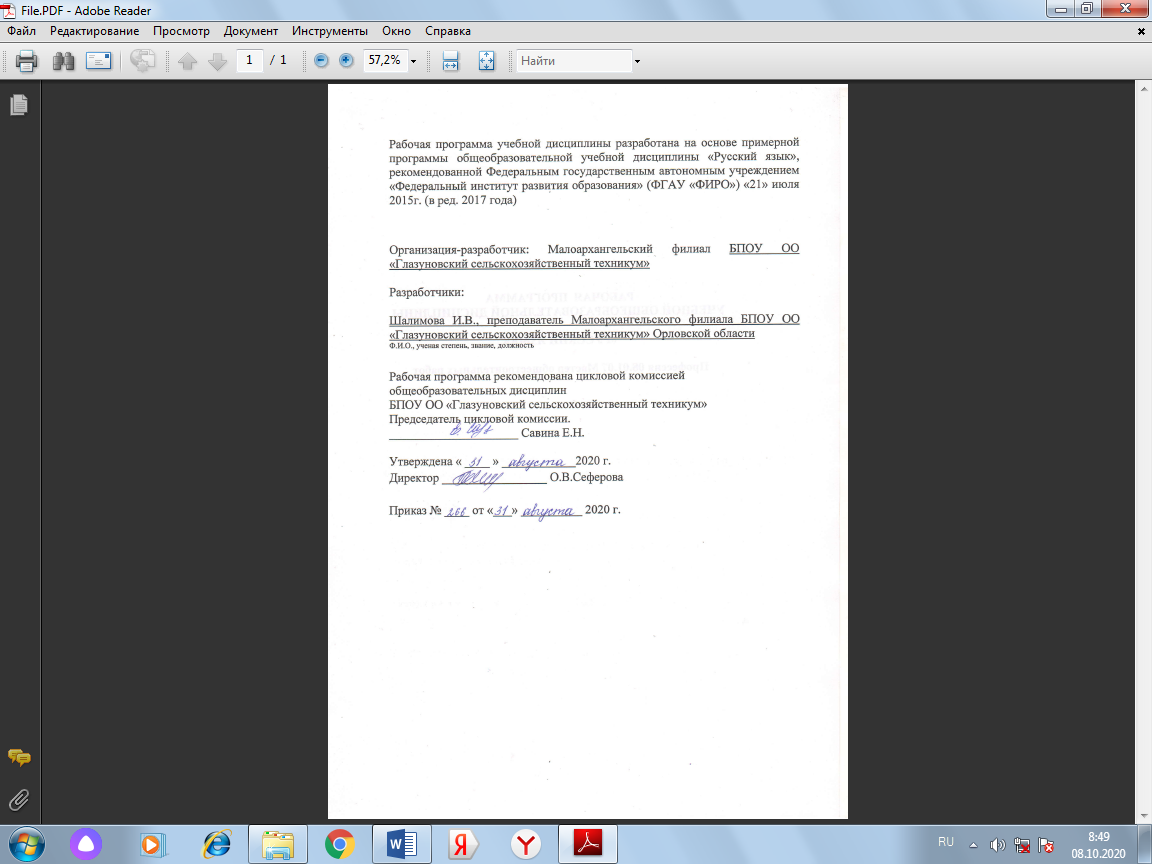 File.PDF - Adobe Reader
Файл Редактирование Просмотр Документ Инструменты Окно Справка
1 / 1 57,2% Найти
Рабочая программа учебной дисциплины разработана на основе примерной
программы общеобразовательной учебной дисциплины «Русский язык»,
рекомендованной Федеральным государственным автономным учреждением
«Федеральный институт развития образования» (ФГАУ «ФИРО») «21» июля
2015г. (в ред. 2017 года)
Организация-разработчик: Малоархангельский филиал БПОУ ОО
«Глазуновский сельскохозяйственный техникум»
Разработчики:
Шалимова И.В., преподаватель Малоархангельского филиала БПОУ ОО
«Глазуновский сельскохозяйственный техникум» Орловской области
Ф.И.О., ученая степень, звание, должность
Рабочая программа рекомендована цикловой комиссией
общеобразовательных дисциплин
БПОУ ОО «Глазуновский сельскохозяйственный техникум»
Председатель цикловой комиссии.
Савина Е.Н.
Утверждена « 31 » августа 2020 г.
Директор О.В.Сеферова
Приказ № 266 от «31» августа 2020 г.
RU 8:49
08.10.2020